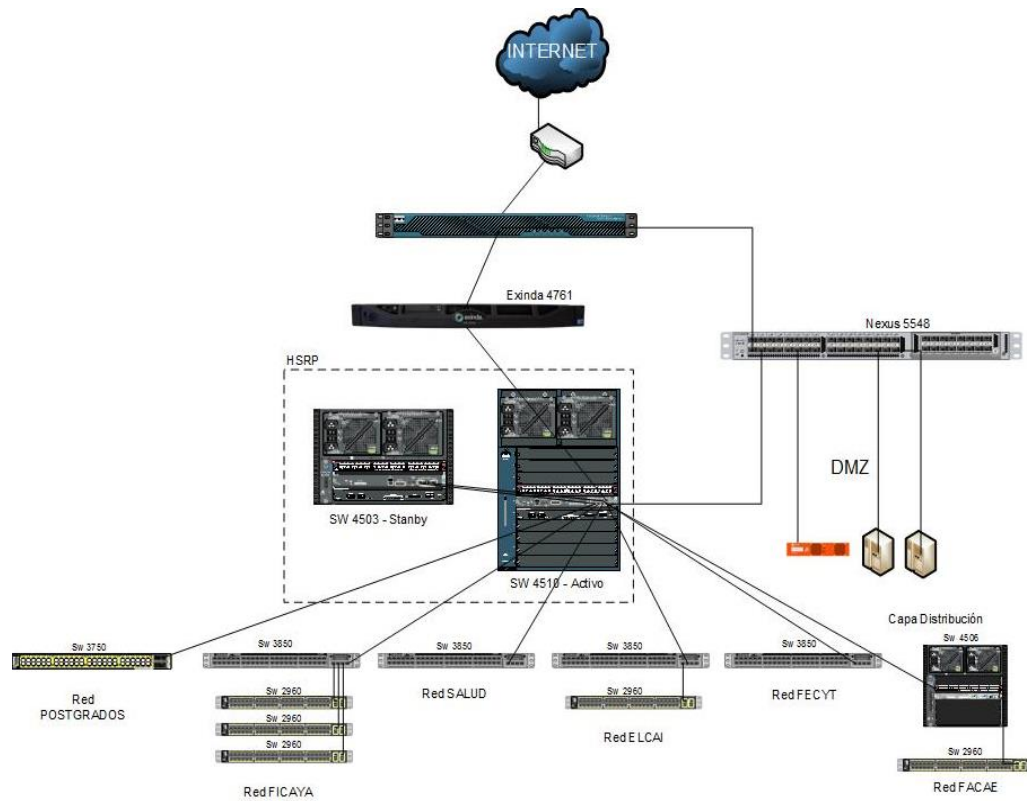 INTERNET
Exinda 4761
exinda
Nexus 5548
HSRP
DMZ
SW 4503 - Stanby
SW 4510 - Activo
Capa Distribución
Sw 3750
Sw 3850
Sw 3850
Sw 3850
Sw 3850
Sw 4506
Red
POSTGRADOS
Sw 2960
Sw 2960
Sw 2960
Red FICAYA
Red SALUD
Sw 2960
Red ELCAI
Red FECYT
Sw 2960
Red FACAE